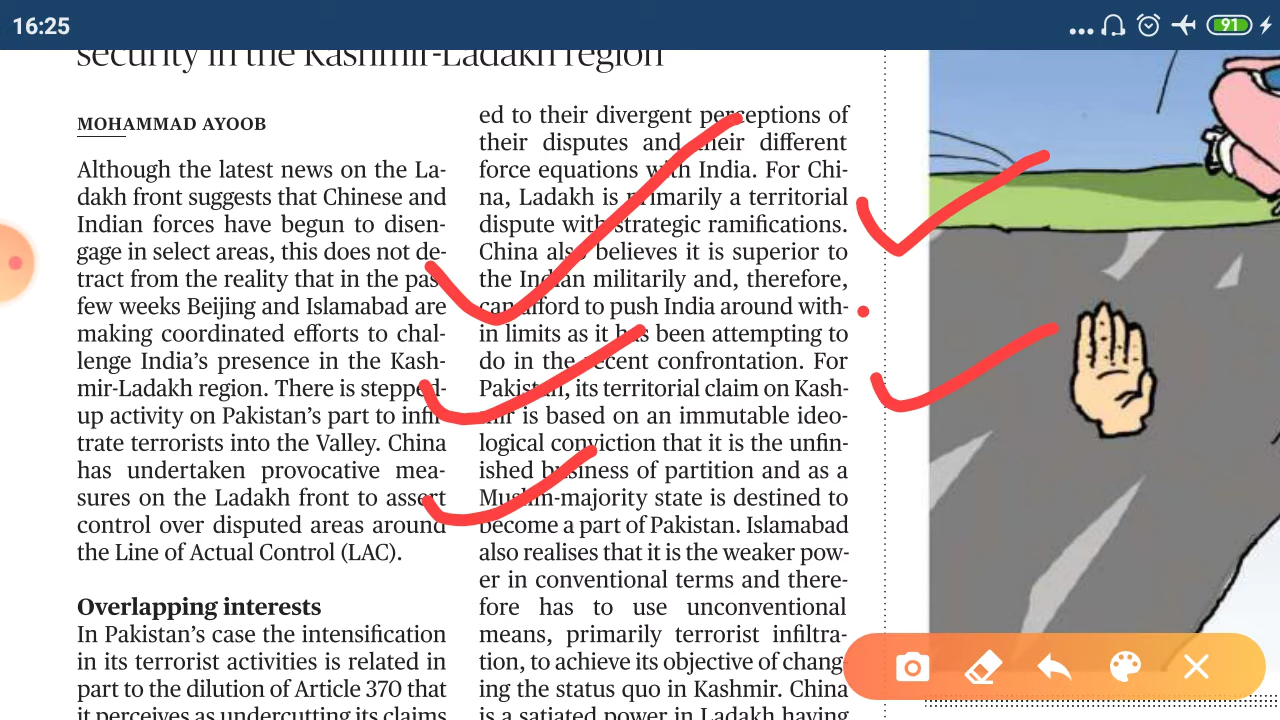 16:25
91
security in the Kashmir-Ladakh region
MOHAMMAD AYOOB
Although the latest news on the La-
dakh front suggests that Chinese and
Indian forces have begun to disen-
gage in select areas, this does not de-
tract from the reality that in the past
few weeks Beijing and Islamabad are
making coordinated efforts to chal-
lenge India's presence in the Kash-
mir-Ladakh region. There is stepped-
up activity on Pakistan's part to infil-
trate terrorists into the Valley. China
has undertaken provocative mea-
sures on the Ladakh front to assert
control over disputed areas around
the Line of Actual Control (LAC).
Overlapping interests
In Pakistan's case the intensification
in its terrorist activities is related in
part to the dilution of Article 370 that
it perceives as undercutting its claims
ed to their divergent perceptions of
their disputes and their different
force equations with India. For Chi-
na, Ladakh is primarily a territorial
dispute with strategic ramifications.
China also believes it is superior to
the Indian militarily and, therefore,
can afford to push India around with-
in limits as it has been attempting to
do in the recent confrontation. For
Pakistan, its territorial claim on Kash-
mir is based on an immutable ideo-
logical conviction that it is the unfin-
ished business of partition and as a
Muslim-majority state is destined to
become a part of Pakistan. Islamabad
also realises that it is the weaker pow-
er in conventional terms and there-
fore has to use unconventional
means, primarily terrorist infiltra-
tion, to achieve its objective of chang-
ing the status quo in Kashmir. China
is a satiated power in Ladakh having